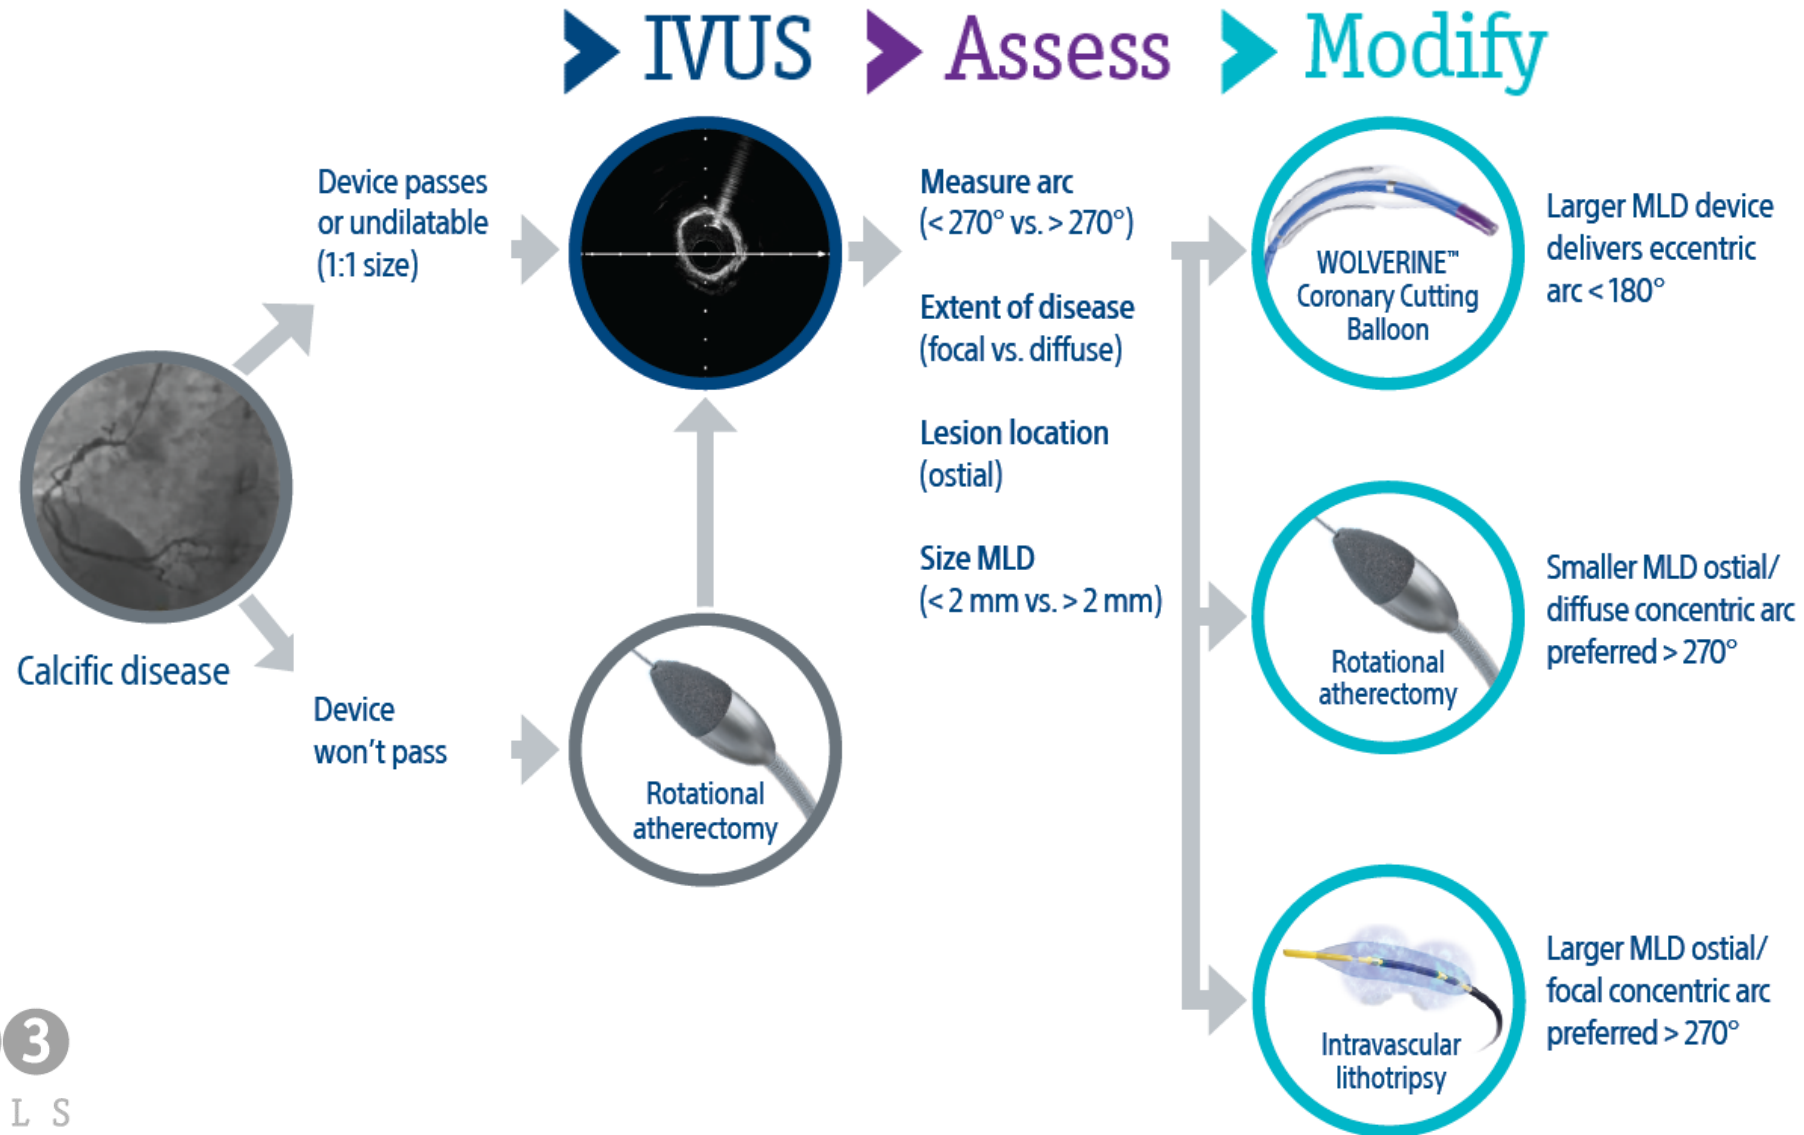 IVUS
Assess
Modify
Device passes
or undilatable
(1:1 size)
Measure arc
(< 270° vs. > 270°)
Extent of disease
(focal vs. diffuse)
Lesion location
(ostial)
Size MLD
(< 2 mm vs. > 2 mm)
WOLVERINE™
Coronary Cutting
Balloon
Larger MLD device
delivers eccentric
arc < 180°
Calcific disease
Device
won’t pass
Rotational
atherectomy
Rotational
atherectomy
Smaller MLD ostial/
diffuse concentric arc
preferred > 270°
Intravascular
lithotripsy
Larger MLD ostial/
focal concentric arc
preferred > 270°
3
L S